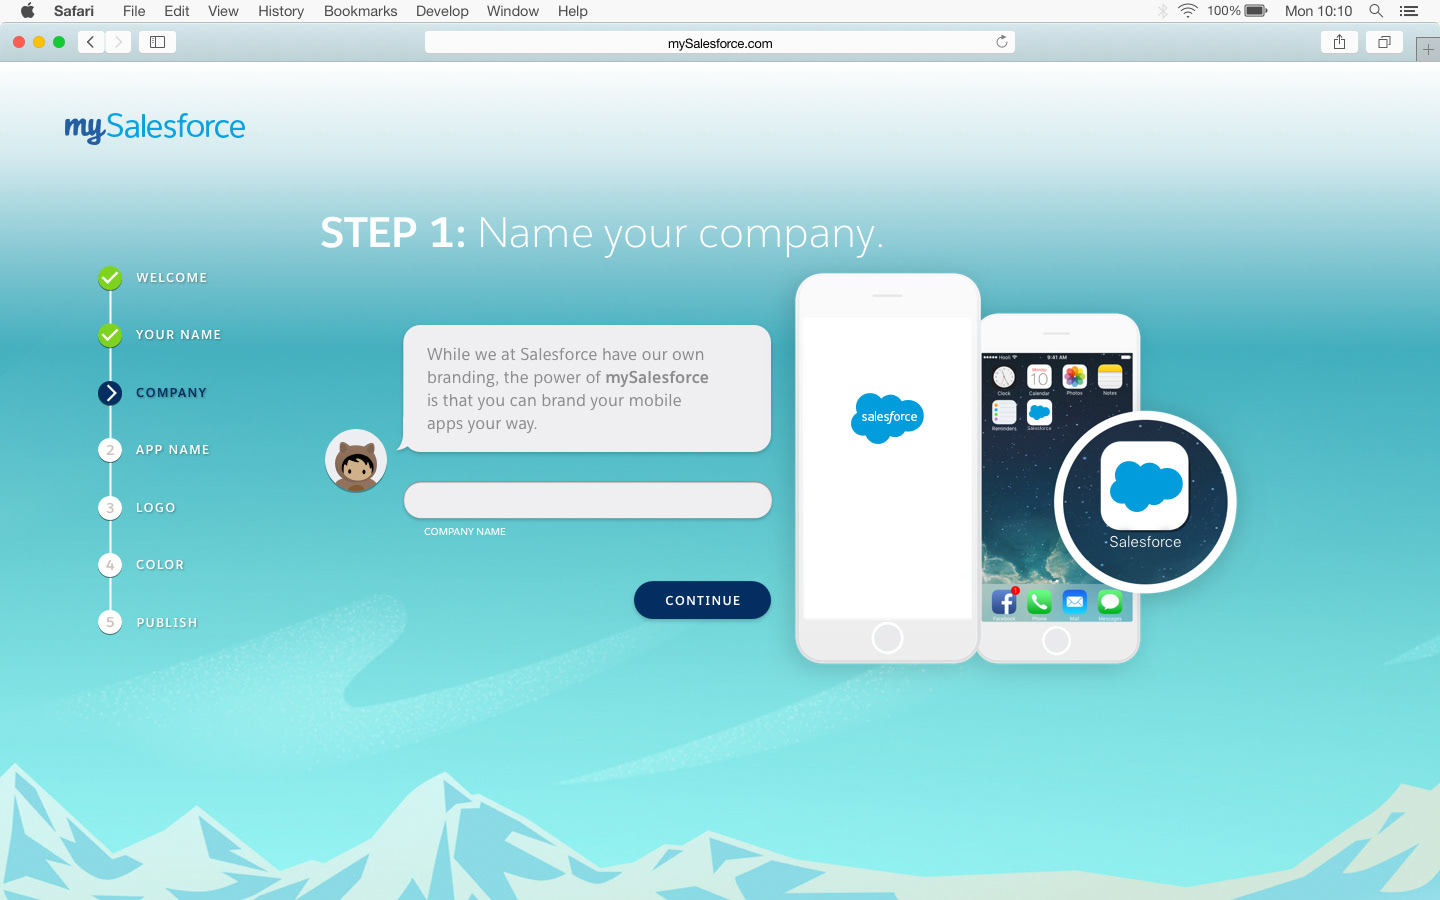 Safari File Edit View History Bookmarks Develop Window Help 100% Mon 10:10
mySalesforce.com
mySalesforce
STEP 1: Name your company.
WELCOME
YOUR NAME
COMPANY
2 APP NAME
3 LOGO
4 COLOR
5 PUBLISH
While we at Salesforce have our own
branding, the power of mySalesforce
is that you can brand your mobile
apps your way.
COMPANY NAME
CONTINUE
salesforce
Hooli 9:41 AM
Monday
10
Clock Calendar Photos Notes
Reminders Salesforce
Salesforce
1
Facebook Phone Mail Messages